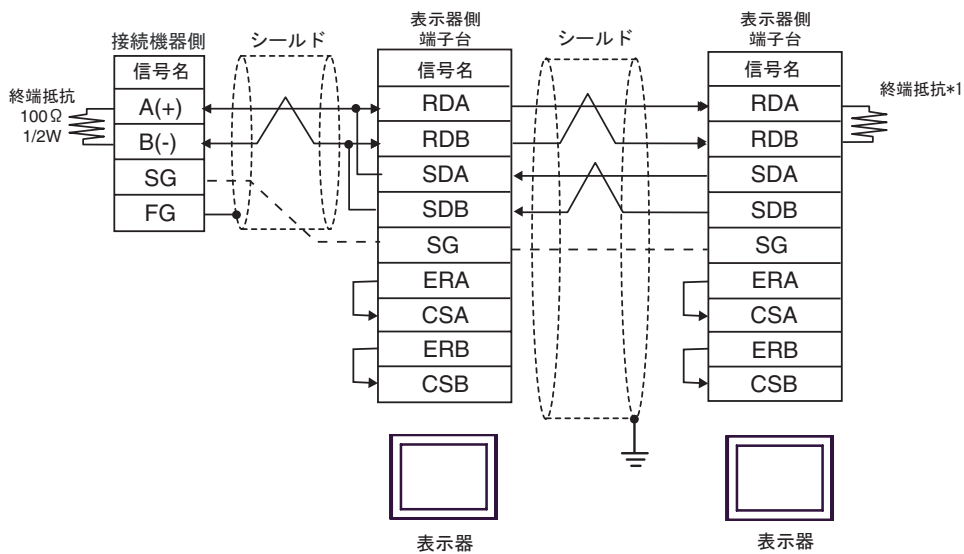 接続機器側
シールド
表示器側
端子台
シールド
表示器側
端子台
終端抵抗
100Ω
1/2W
信号名
A(+)
B(-)
SG
FG
信号名
RDA
RDB
SDA
SDB
SG
ERA
CSA
ERB
CSB
信号名
RDA
RDB
SDA
SDB
SG
ERA
CSA
ERB
CSB
終端抵抗*1
表示器
表示器